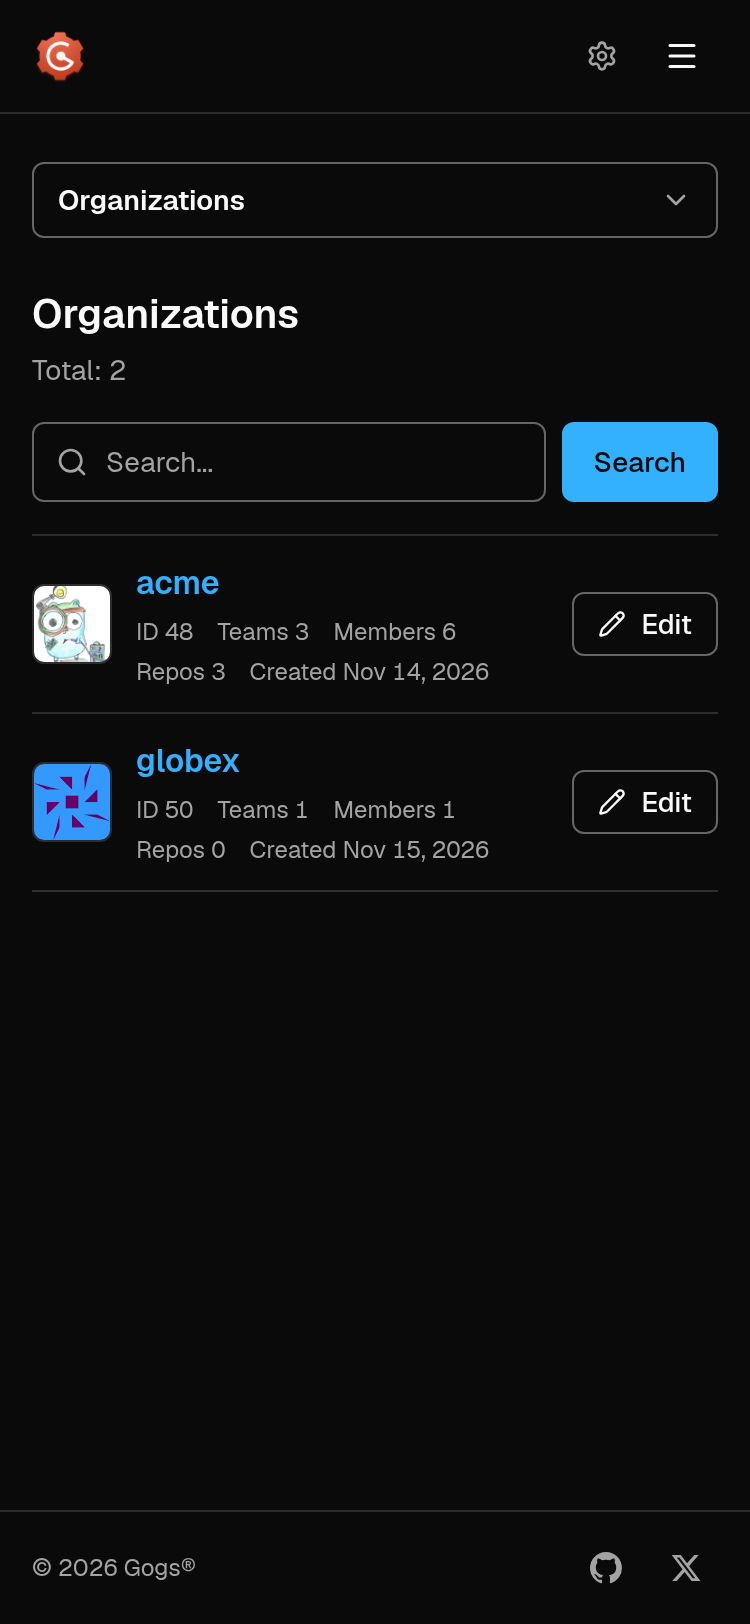 Organizations
Organizations
Total: 2
Search...
Search
acme
ID 48 Teams 3 Members 6
Repos 3 Created Nov 14, 2026
Edit
globex
ID 50 Teams 1 Members 1
Repos 0 Created Nov 15, 2026
Edit
© 2026 Gogs®